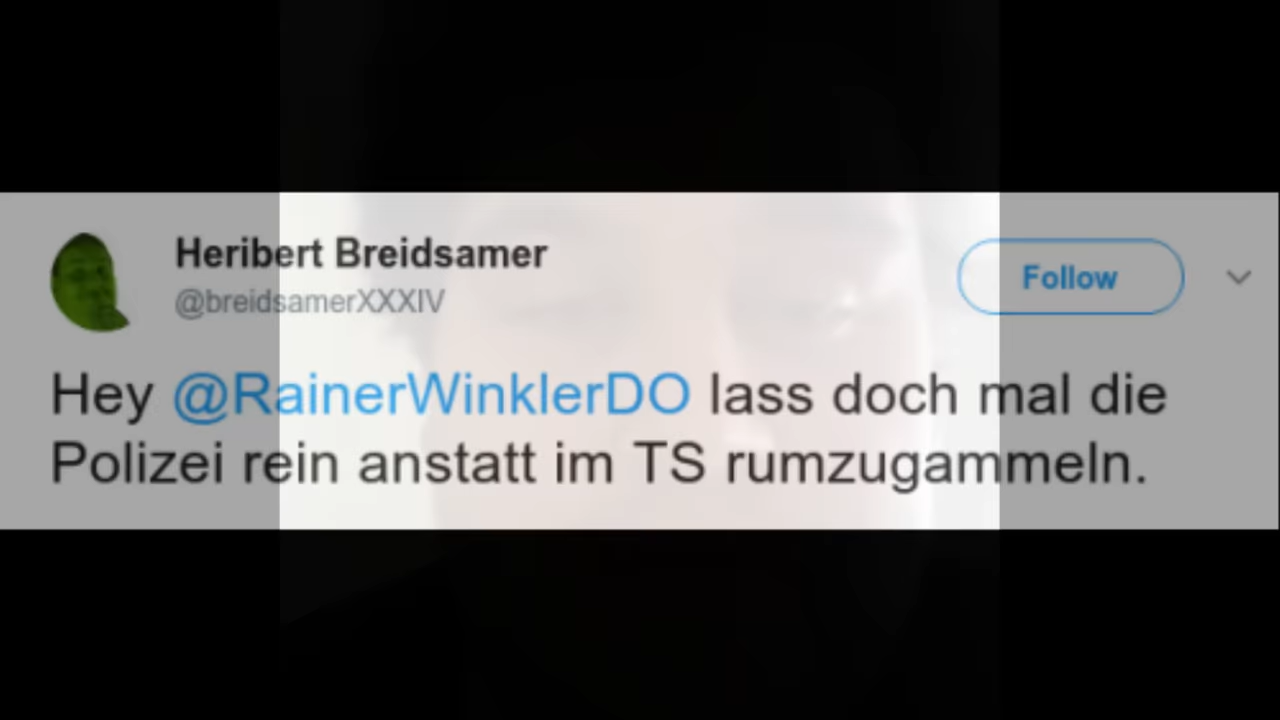 Heribert Breidsamer
@breidsamerXXXIV
Follow
Hey @RainerWinklerDO lass doch mal die
Polizei rein anstatt im TS rumzugammeln.